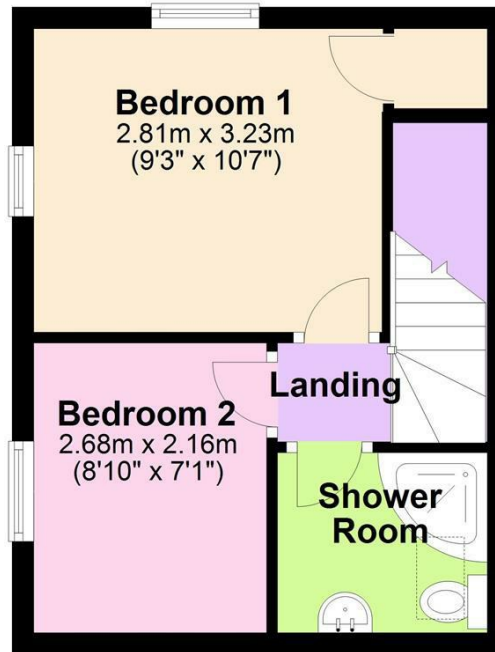 Bedroom 1
2.81m x 3.23m
(9'3" x 10'7")
Landing
Bedroom 2
2.68m x 2.16m
(8'10" x 7'1")
Shower
Room